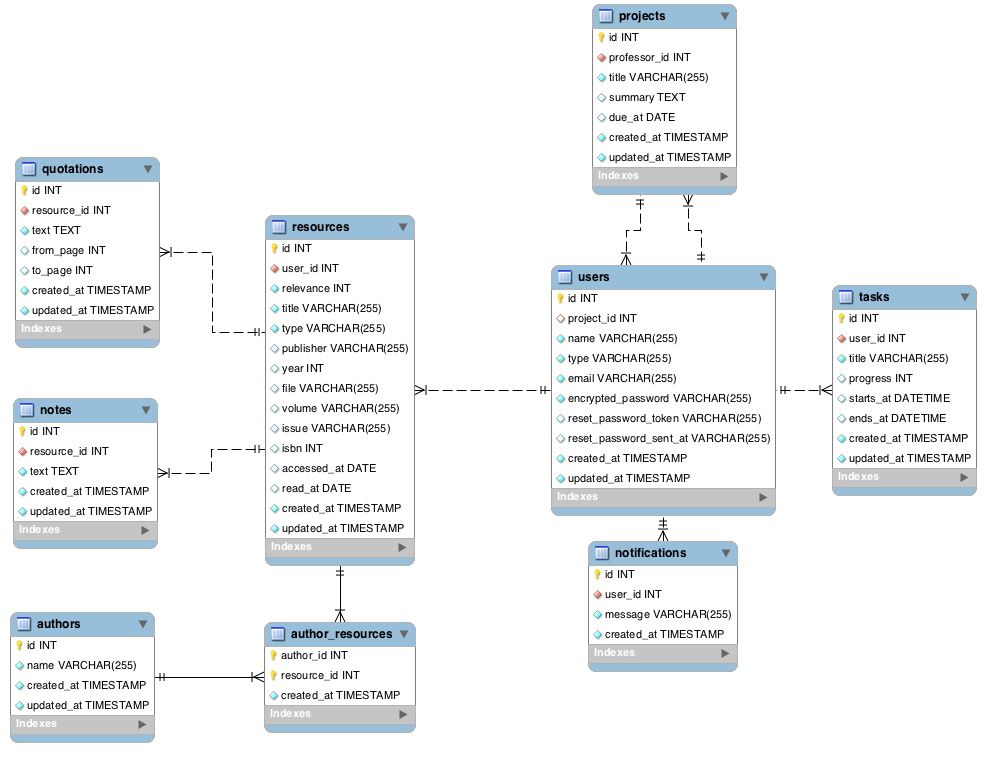 projects
id INT
professor_id INT
title VARCHAR(255)
summary TEXT
due_at DATE
created_at TIMESTAMP
updated_at TIMESTAMP
Indexes
quotations
id INT
resource_id INT
text TEXT
from_page INT
to_page INT
created_at TIMESTAMP
updated_at TIMESTAMP
Indexes
resources
id INT
user_id INT
relevance INT
title VARCHAR(255)
type VARCHAR(255)
publisher VARCHAR(255)
year INT
file VARCHAR(255)
volume VARCHAR(255)
issue VARCHAR(255)
isbn INT
accessed_at DATE
read_at DATE
created_at TIMESTAMP
updated_at TIMESTAMP
Indexes
users
id INT
project_id INT
name VARCHAR(255)
type VARCHAR(255)
email VARCHAR(255)
encrypted_password VARCHAR(255)
reset_password_token VARCHAR(255)
reset_password_sent_at VARCHAR(255)
created_at TIMESTAMP
updated_at TIMESTAMP
Indexes
tasks
id INT
user_id INT
title VARCHAR(255)
progress INT
starts_at DATETIME
ends_at DATETIME
created_at TIMESTAMP
updated_at TIMESTAMP
Indexes
notes
id INT
resource_id INT
text TEXT
created_at TIMESTAMP
updated_at TIMESTAMP
Indexes
notifications
id INT
user_id INT
message VARCHAR(255)
created_at TIMESTAMP
Indexes
authors
id INT
name VARCHAR(255)
created_at TIMESTAMP
updated_at TIMESTAMP
Indexes
author_resources
author_id INT
resource_id INT
created_at TIMESTAMP
Indexes